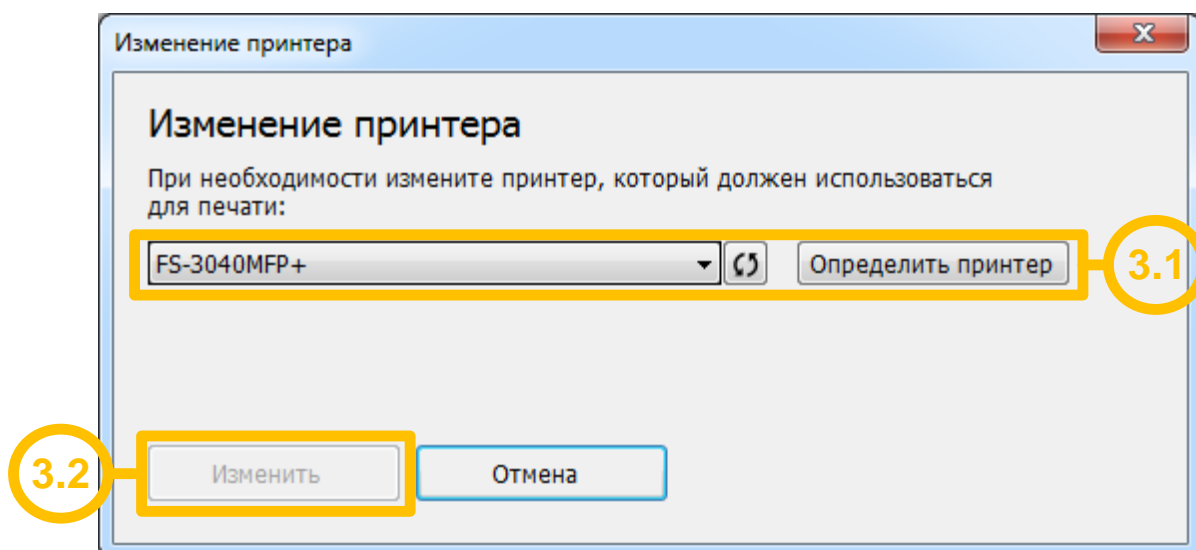 Изменение принтера
Изменение принтера
При необходимости измените принтер, который должен использоваться
для печати:
FS-3040MFP+
Определить принтер
3.1
3.2
Изменить
Отмена